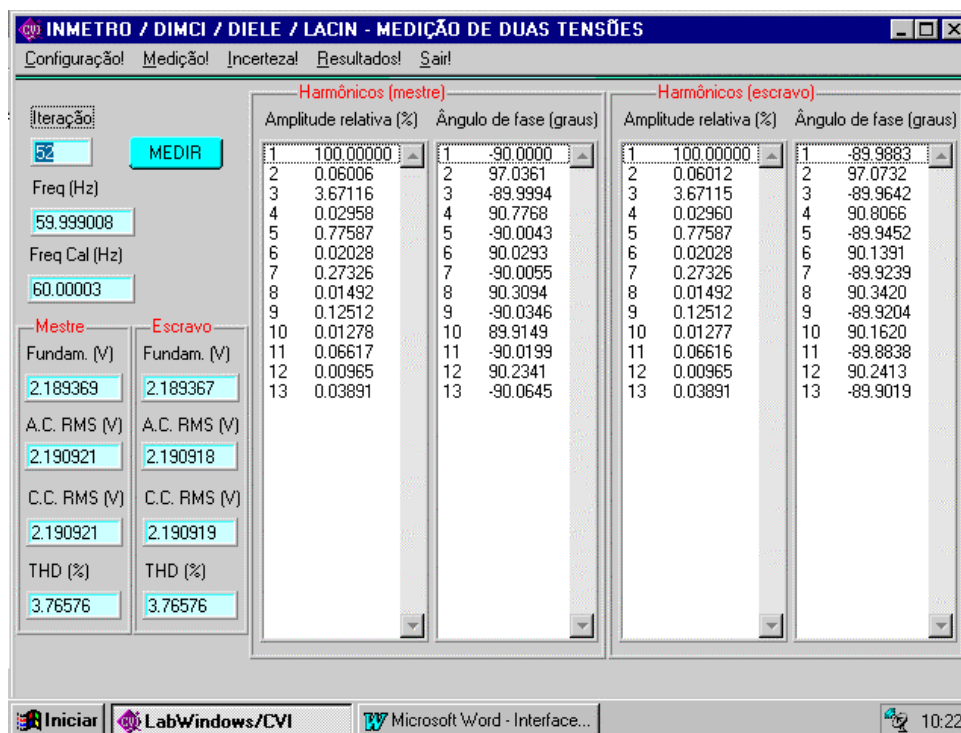 INMETRO / DIMCI / DIELE / LACIN - MEDIÇÃO DE DUAS TENSÕES
Configuração! Medição! Incerteza! Resultados! Sair!
Iteração
52
MEDIR
Freq (Hz)
59.999008
Freq Cal (Hz)
60.00003
Mestre
Fundam. (V)
2.189369
A.C. RMS (V)
2.190921
C.C. RMS (V)
2.190921
THD (%)
3.76576
Escravo
Fundam. (V)
2.189367
A.C. RMS (V)
2.190918
C.C. RMS (V)
2.190919
THD (%)
3.76576
Harmônicos (mestre)
Amplitude relativa (%)
1 100.00000
2 0.06006
3 3.67116
4 0.02958
5 0.77587
6 0.02028
7 0.27326
8 0.01492
9 0.12512
10 0.01278
11 0.06617
12 0.00965
13 0.03891
Ângulo de fase (graus)
1 -90.0000
2 97.0361
3 -89.9994
4 90.7768
5 -90.0043
6 90.0293
7 -90.0055
8 90.3094
9 -90.0346
10 89.9149
11 -90.0199
12 90.2341
13 -90.0645
Harmônicos (escravo)
Amplitude relativa (%)
1 100.00000
2 0.06012
3 3.67115
4 0.02960
5 0.77587
6 0.02029
7 0.27326
8 0.01492
9 0.12512
10 0.01277
11 0.06616
12 0.00965
13 0.03891
Ângulo de fase (graus)
1 -89.9883
2 97.0732
3 -89.9642
4 90.8066
5 -89.9452
6 90.1391
7 -89.9239
8 90.3420
9 -89.9204
10 90.1620
11 -89.8838
12 90.2413
13 -89.9019
Iniciar
CVI LabWindows/CVI
Microsoft Word - Interface...
10:22